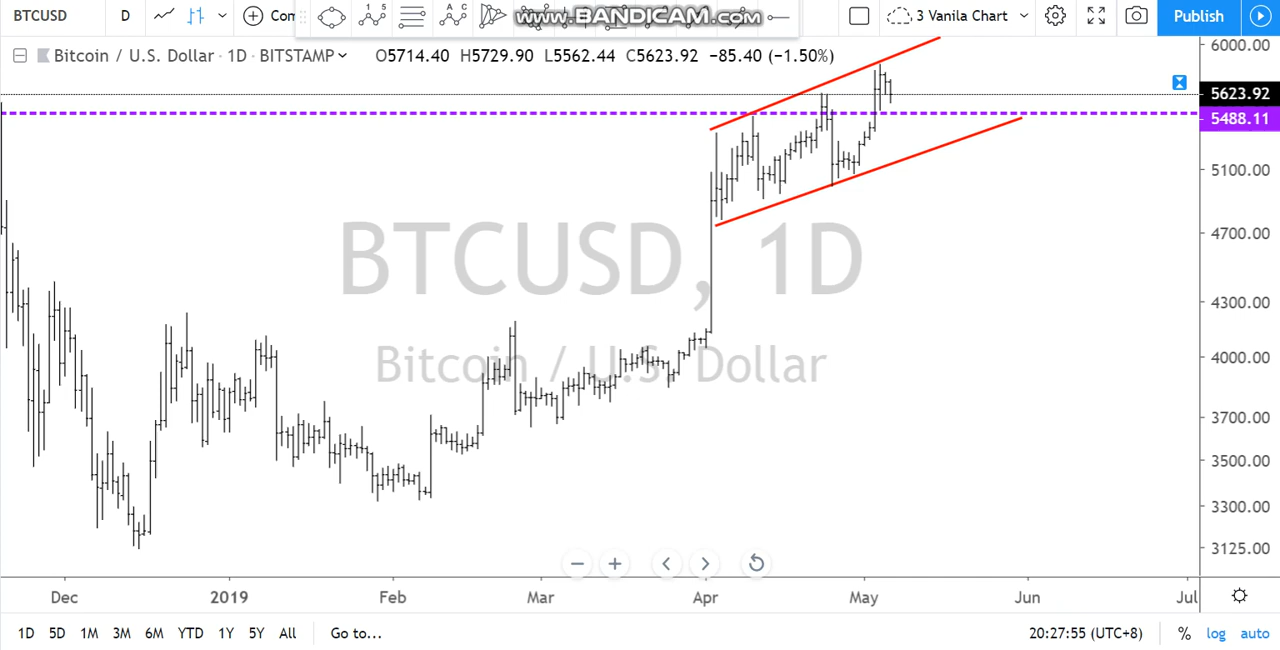 BTCUSD D Com www.BANDICAM.com 3 Vanila Chart Publish
Bitcoin / U.S. Dollar · 1D · BITSTAMP O5714.40 H5729.90 L5562.44 C5623.92 −85.40 (−1.50%)
6000.00
5623.92
5488.11
5100.00
4700.00
4300.00
4000.00
3700.00
3500.00
3300.00
3125.00
BTCUSD, 1D
Bitcoin / U.S. Dollar
Dec 2019 Feb Mar Apr May Jun Jul
1D 5D 1M 3M 6M YTD 1Y 5Y All Go to... 20:27:55 (UTC+8) % log auto